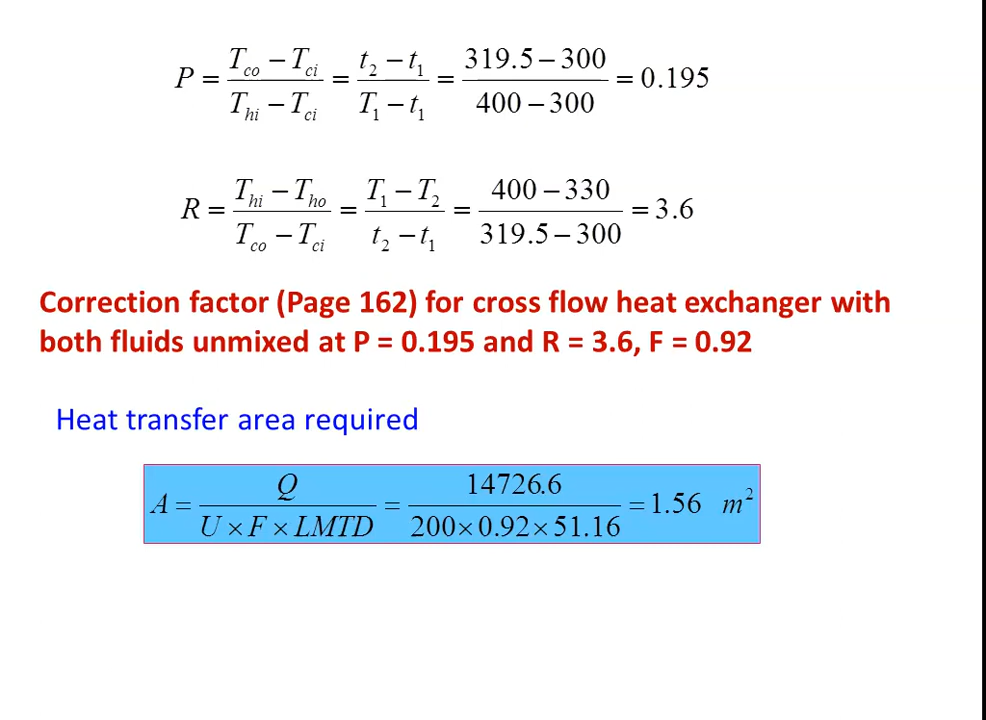 P = (T_co − T_ci)/(T_hi − T_ci) = (t_2 − t_1)/(T_1 − t_1) = (319.5 − 300)/(400 − 300) = 0.195
R = (T_hi − T_ho)/(T_co − T_ci) = (T_1 − T_2)/(t_2 − t_1) = (400 − 330)/(319.5 − 300) = 3.6
Correction factor (Page 162) for cross flow heat exchanger with
both fluids unmixed at P = 0.195 and R = 3.6, F = 0.92
Heat transfer area required
A = Q/(U × F × LMTD) = 14726.6/(200 × 0.92 × 51.16) = 1.56 m²